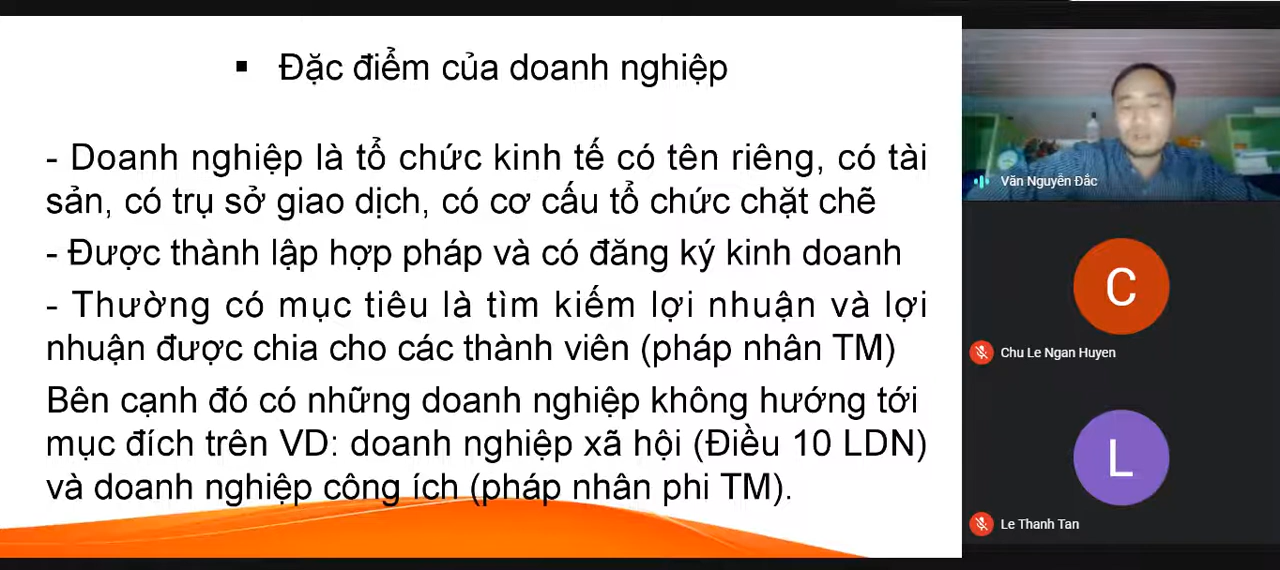 ▪ Đặc điểm của doanh nghiệp
- Doanh nghiệp là tổ chức kinh tế có tên riêng, có tài
sản, có trụ sở giao dịch, có cơ cấu tổ chức chặt chẽ
- Được thành lập hợp pháp và có đăng ký kinh doanh
- Thường có mục tiêu là tìm kiếm lợi nhuận và lợi
nhuận được chia cho các thành viên (pháp nhân TM)
Bên cạnh đó có những doanh nghiệp không hướng tới
mục đích trên VD: doanh nghiệp xã hội (Điều 10 LDN)
và doanh nghiệp công ích (pháp nhân phi TM).
Văn Nguyễn Đắc
C
Chu Le Ngan Huyen
L
Le Thanh Tan